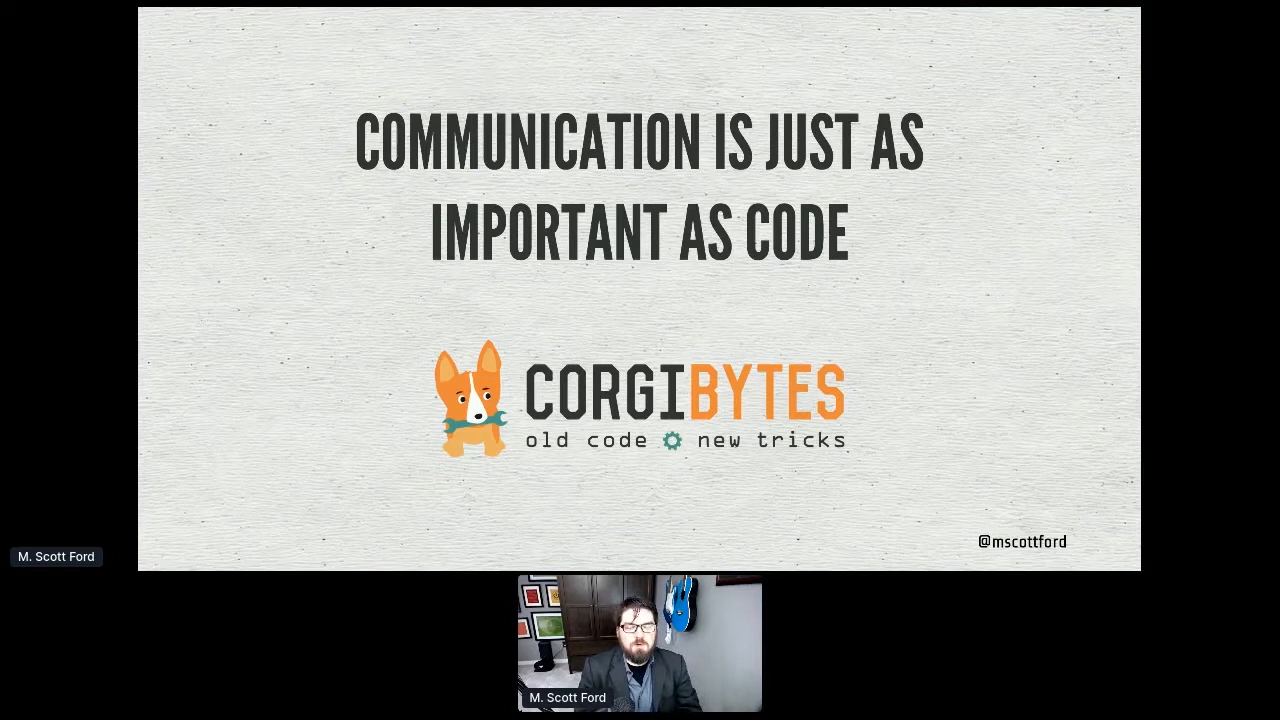 COMMUNICATION IS JUST AS
IMPORTANT AS CODE
CORGIBYTES
old code new tricks
@mscottford
M. Scott Ford
M. Scott Ford